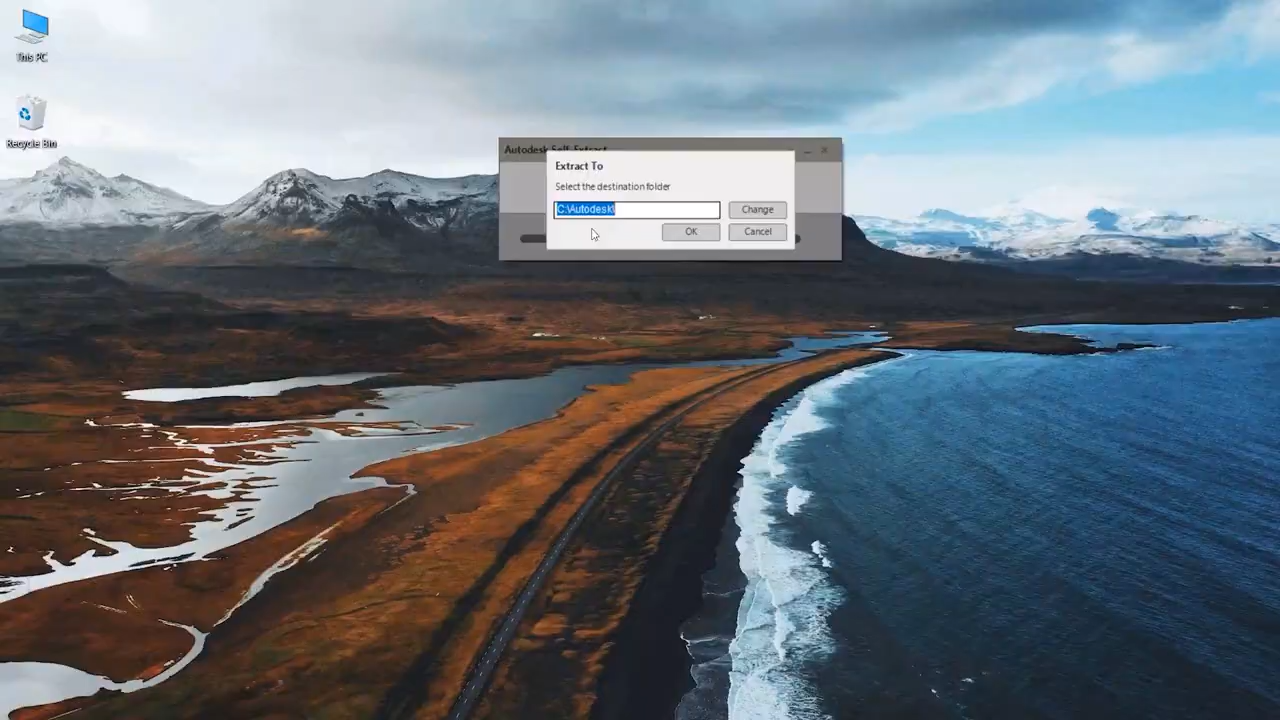 This PC
Recycle Bin
Autodesk Self-Extract
Extract To
Select the destination folder
C:\Autodesk\
Change
OK
Cancel